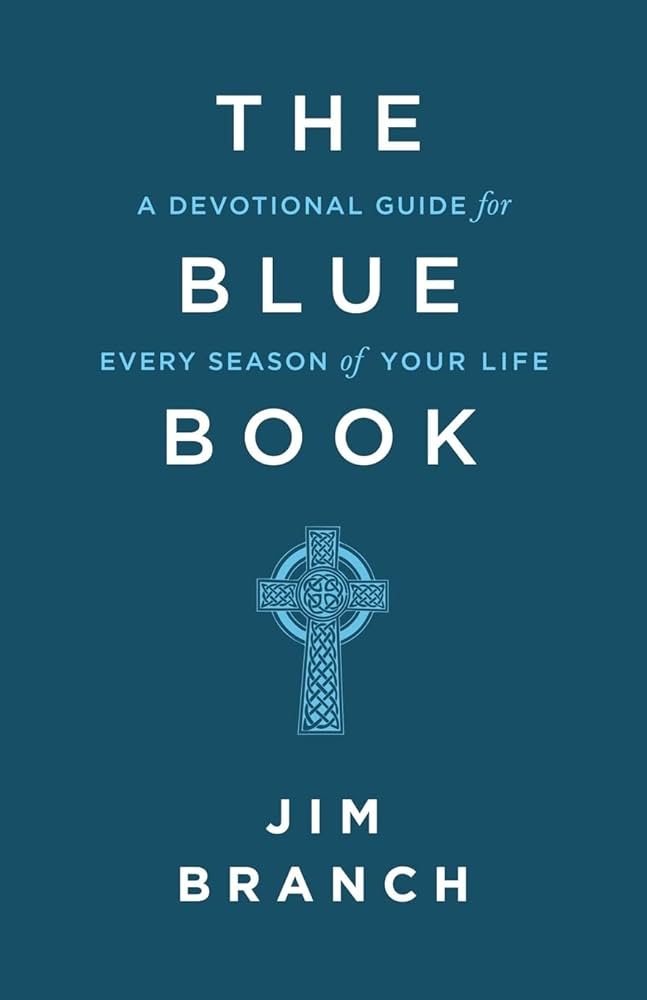 THE
A DEVOTIONAL GUIDE for
BLUE
EVERY SEASON of YOUR LIFE
BOOK
JIM
BRANCH